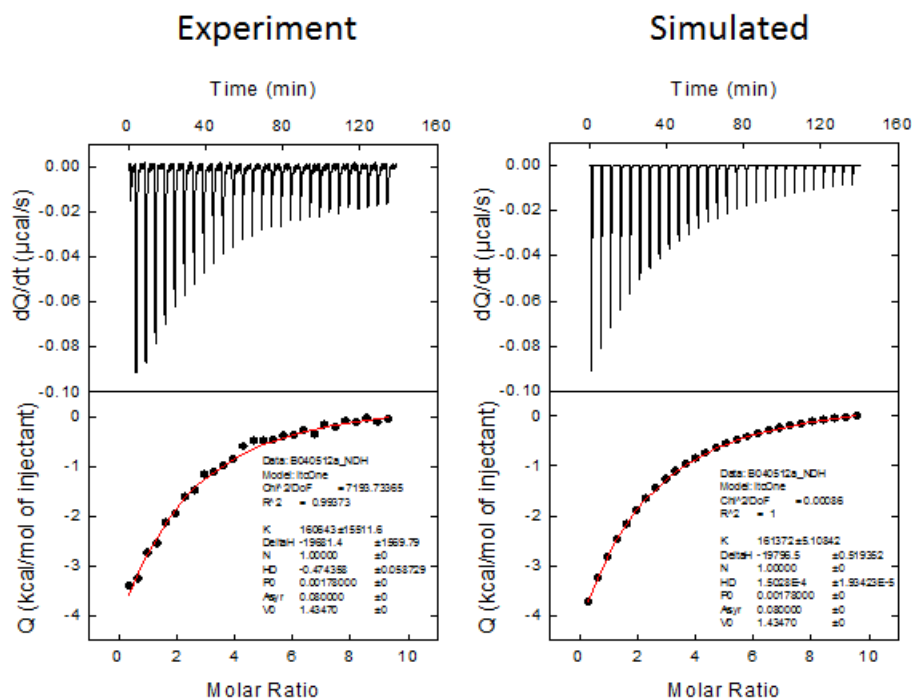 Experiment
Time (min)
0 40 80 120 160
0.00
-0.02
-0.04
-0.06
-0.08
-0.10
dQ/dt (µcal/s)
0
-1
-2
-3
-4
Q (kcal/mol of injectant)
Data: B040512a_NDH
Model: ItcOne
Chi^2/DoF = 7193.73365
R^2 = 0.99373
K 160643 ±15511.6
DeltaH -19681.4 ±1569.79
N 1.00000 ±0
HD -0.474358 ±0.058729
P0 0.00178000 ±0
Asyr 0.080000 ±0
V0 1.43470 ±0
0 2 4 6 8 10
Molar Ratio
Simulated
Time (min)
0 40 80 120 160
0.00
-0.02
-0.04
-0.06
-0.08
-0.10
dQ/dt (µcal/s)
0
-1
-2
-3
-4
Q (kcal/mol of injectant)
Data: B040512a_NDH
Model: ItcOne
Chi^2/DoF = 0.00086
R^2 = 1
K 161372 ±5.10842
DeltaH -19796.5 ±0.519352
N 1.00000 ±0
HD 1.5028E-4 ±1.93423E-5
P0 0.00178000 ±0
Asyr 0.080000 ±0
V0 1.43470 ±0
0 2 4 6 8 10
Molar Ratio